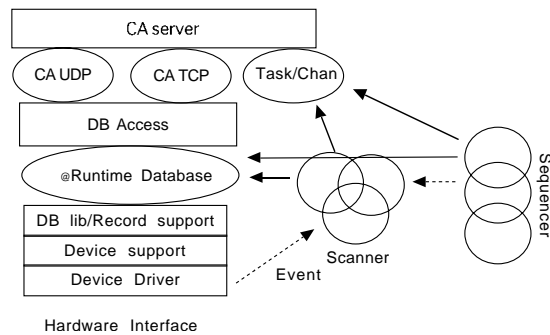 CA server
CA UDP
CA TCP
Task/Chan
DB Access
@Runtime Database
DB lib/Record support
Device support
Device Driver
Event
Scanner
Sequencer
Hardware Interface